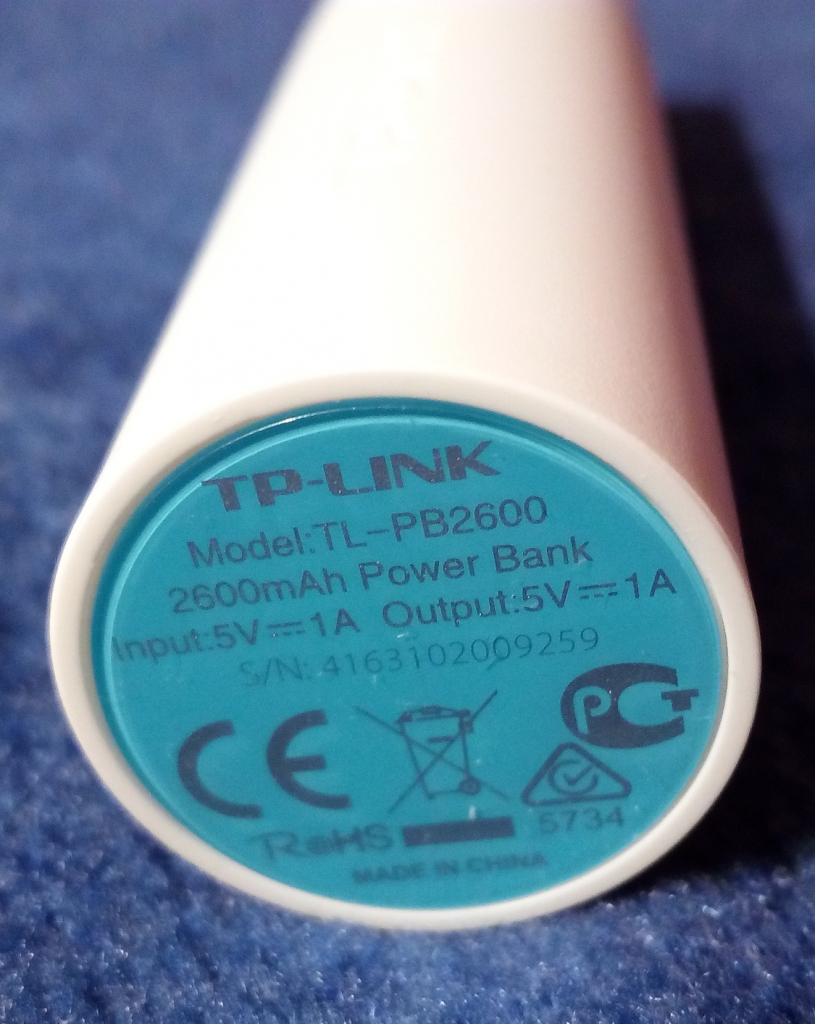 TP-LINK
Model:TL-PB2600
2600mAh Power Bank
Input:5V⎓1A Output:5V⎓1A
S/N: 4163102009259
PCT
CE
RoHS
5734
MADE IN CHINA